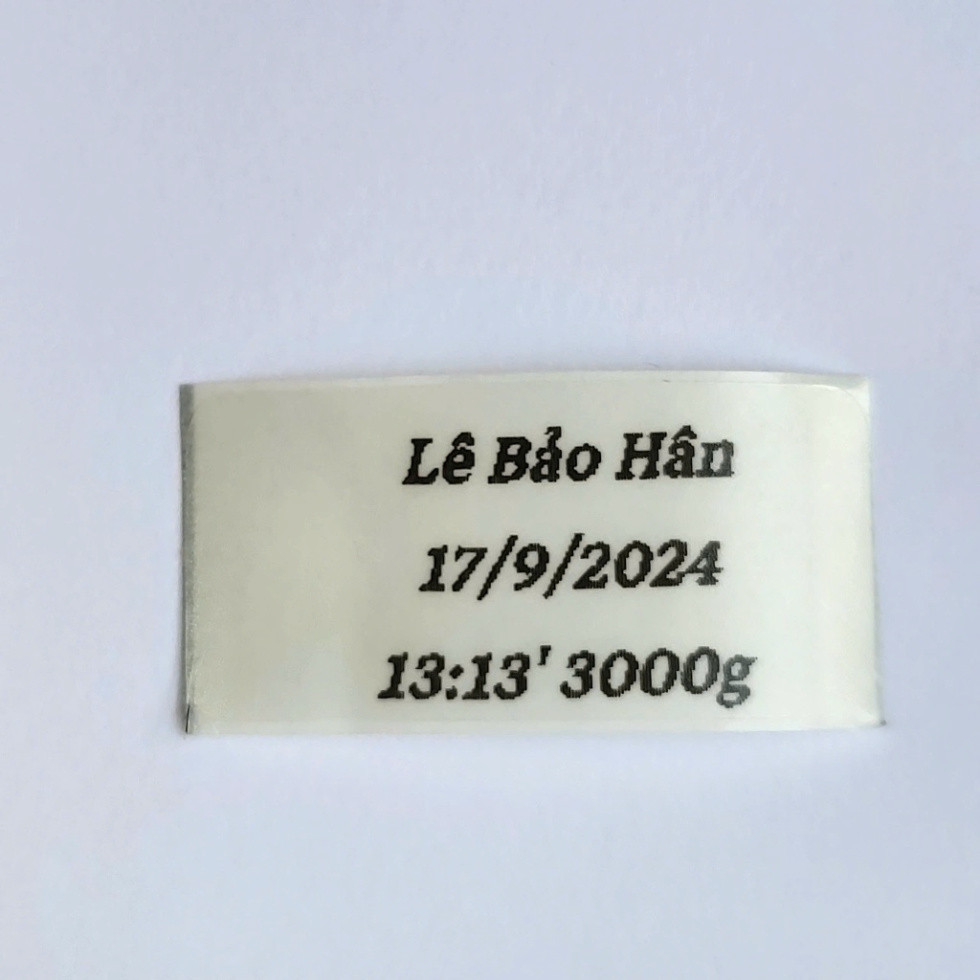 Lê Bảo Hân
17/9/2024
13:13' 3000g